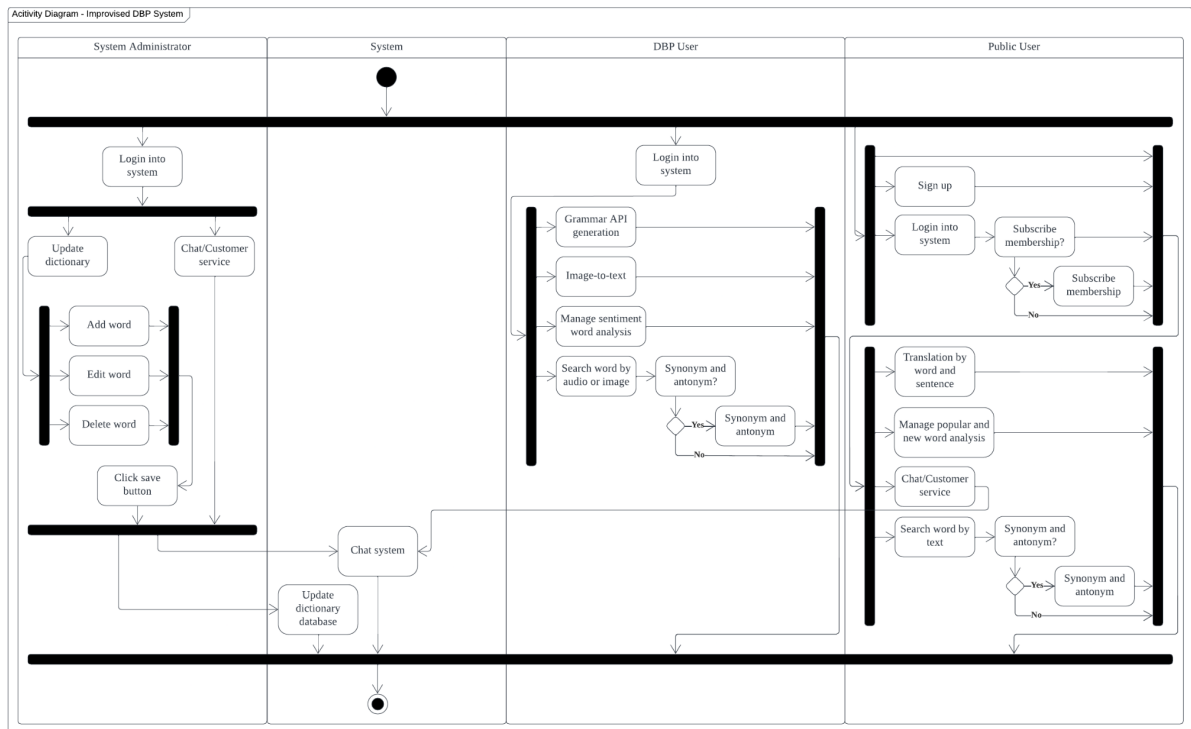 Acitivity Diagram - Improvised DBP System
System Administrator
System
DBP User
Public User
Login into
system
Update
dictionary
Chat/Customer
service
Add word
Edit word
Delete word
Click save
button
Chat system
Update
dictionary
database
Login into
system
Grammar API
generation
Image-to-text
Manage sentiment
word analysis
Search word by
audio or image
Synonym and
antonym?
Yes
Synonym and
antonym
No
Sign up
Login into
system
Subscribe
membership?
Yes
Subscribe
membership
No
Translation by
word and
sentence
Manage popular and
new word analysis
Chat/Customer
service
Search word by
text
Synonym and
antonym?
Yes
Synonym and
antonym
No